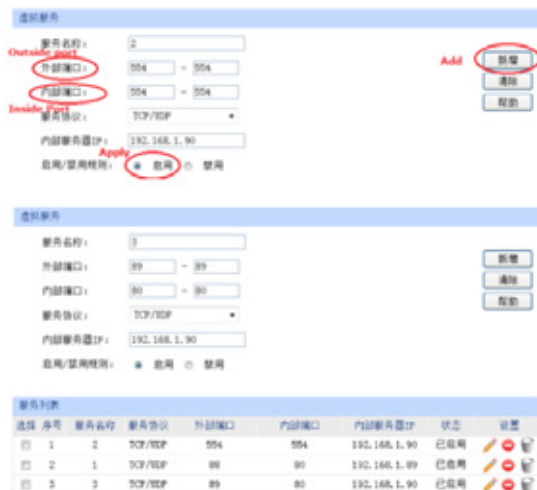 虚拟服务
服务名称： 2
Outside port
外部端口： 554 - 554
Add
新增
内部端口： 554 - 554
清除
Inside Port
服务协议： TCP/UDP
帮助
内部服务器IP： 192.168.1.90
Apply
启用/禁用规则： 启用 禁用
虚拟服务
服务名称： 3
外部端口： 89 - 89
新增
内部端口： 80 - 80
清除
服务协议： TCP/UDP
帮助
内部服务器IP： 192.168.1.90
启用/禁用规则： 启用 禁用
服务列表
选择 序号 服务名称 服务协议 外部端口 内部端口 内部服务器IP 状态 设置
1 2 TCP/UDP 554 554 192.168.1.90 已启用
2 1 TCP/UDP 88 80 192.168.1.89 已启用
3 3 TCP/UDP 89 80 192.168.1.90 已启用